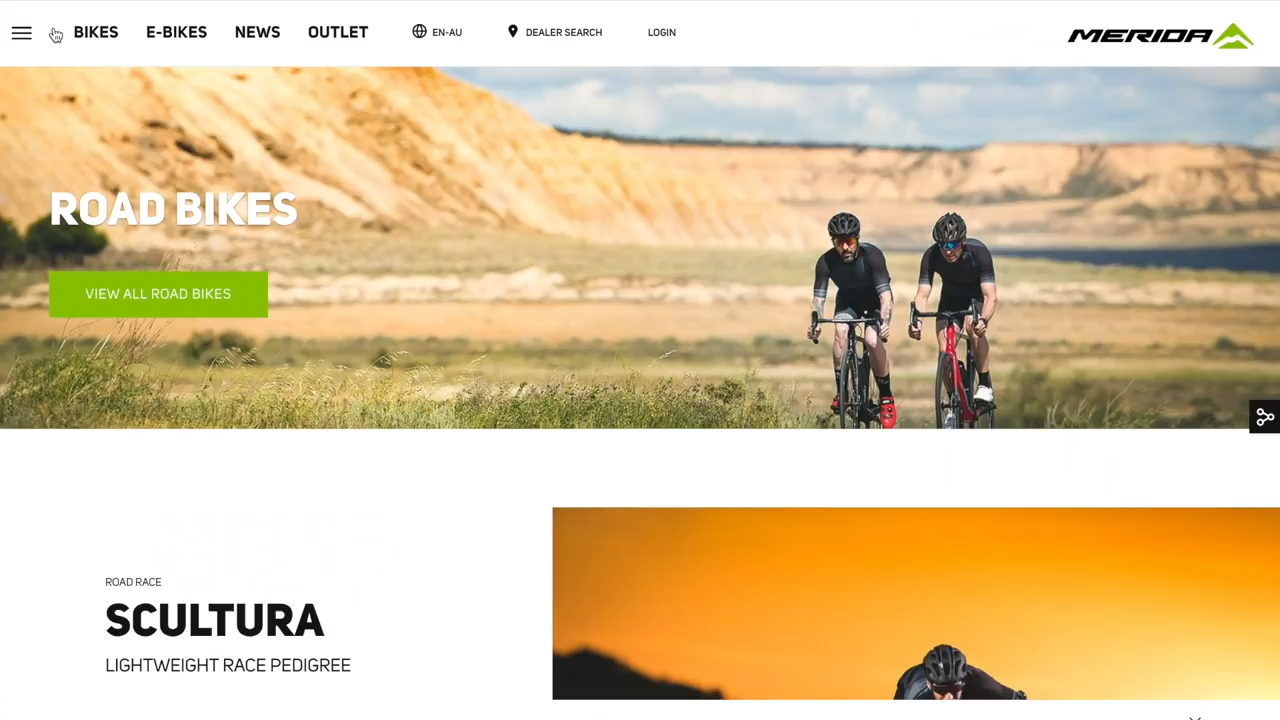 BIKES E-BIKES NEWS OUTLET EN-AU DEALER SEARCH LOGIN MERIDA
ROAD BIKES
VIEW ALL ROAD BIKES
ROAD RACE
SCULTURA
LIGHTWEIGHT RACE PEDIGREE